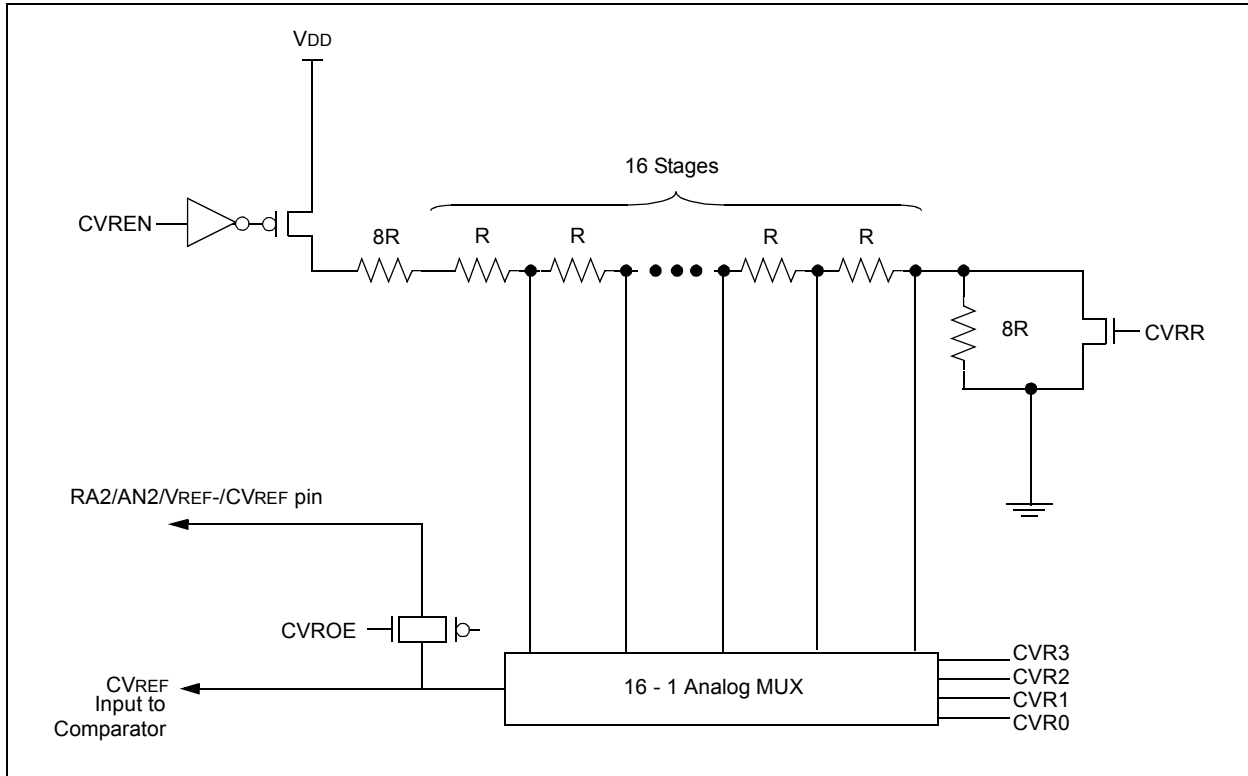 VDD
16 Stages
CVREN
8R
R
R
R
R
8R
CVRR
RA2/AN2/VREF-/CVREF pin
CVROE
CVREF
Input to
Comparator
16 - 1 Analog MUX
CVR3
CVR2
CVR1
CVR0